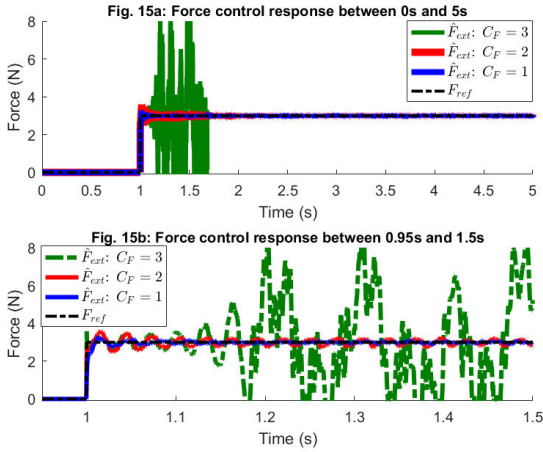 Fig. 15a: Force control response between 0s and 5s
8
6
4
2
0
Force (N)
F̂ext: CF = 3
F̂ext: CF = 2
F̂ext: CF = 1
Fref
0 0.5 1 1.5 2 2.5 3 3.5 4 4.5 5
Time (s)
Fig. 15b: Force control response between 0.95s and 1.5s
8
6
4
2
0
Force (N)
F̂ext: CF = 3
F̂ext: CF = 2
F̂ext: CF = 1
Fref
1 1.1 1.2 1.3 1.4 1.5
Time (s)